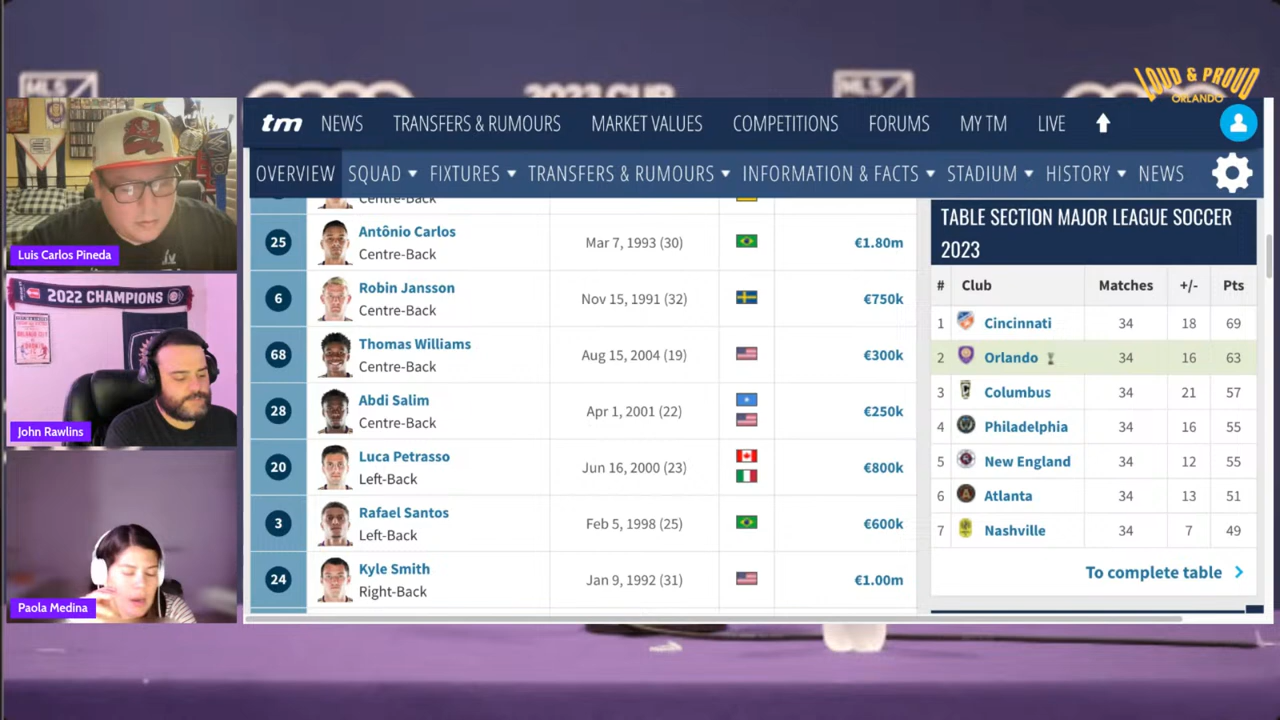 MLS
2023 CUP
MLS
LOUD & PROUD
ORLANDO
tm NEWS TRANSFERS & RUMOURS MARKET VALUES COMPETITIONS FORUMS MY TM LIVE
OVERVIEW SQUAD FIXTURES TRANSFERS & RUMOURS INFORMATION & FACTS STADIUM HISTORY NEWS
Centre-Back
25 Antônio Carlos Mar 7, 1993 (30) €1.80m
Centre-Back
6 Robin Jansson Nov 15, 1991 (32) €750k
Centre-Back
68 Thomas Williams Aug 15, 2004 (19) €300k
Centre-Back
28 Abdi Salim Apr 1, 2001 (22) €250k
Centre-Back
20 Luca Petrasso Jun 16, 2000 (23) €800k
Left-Back
3 Rafael Santos Feb 5, 1998 (25) €600k
Left-Back
24 Kyle Smith Jan 9, 1992 (31) €1.00m
Right-Back
TABLE SECTION MAJOR LEAGUE SOCCER
2023
# Club Matches +/- Pts
1 Cincinnati 34 18 69
2 Orlando 34 16 63
3 Columbus 34 21 57
4 Philadelphia 34 16 55
5 New England 34 12 55
6 Atlanta 34 13 51
7 Nashville 34 7 49
To complete table
Luis Carlos Pineda
2022 CHAMPIONS
John Rawlins
Paola Medina